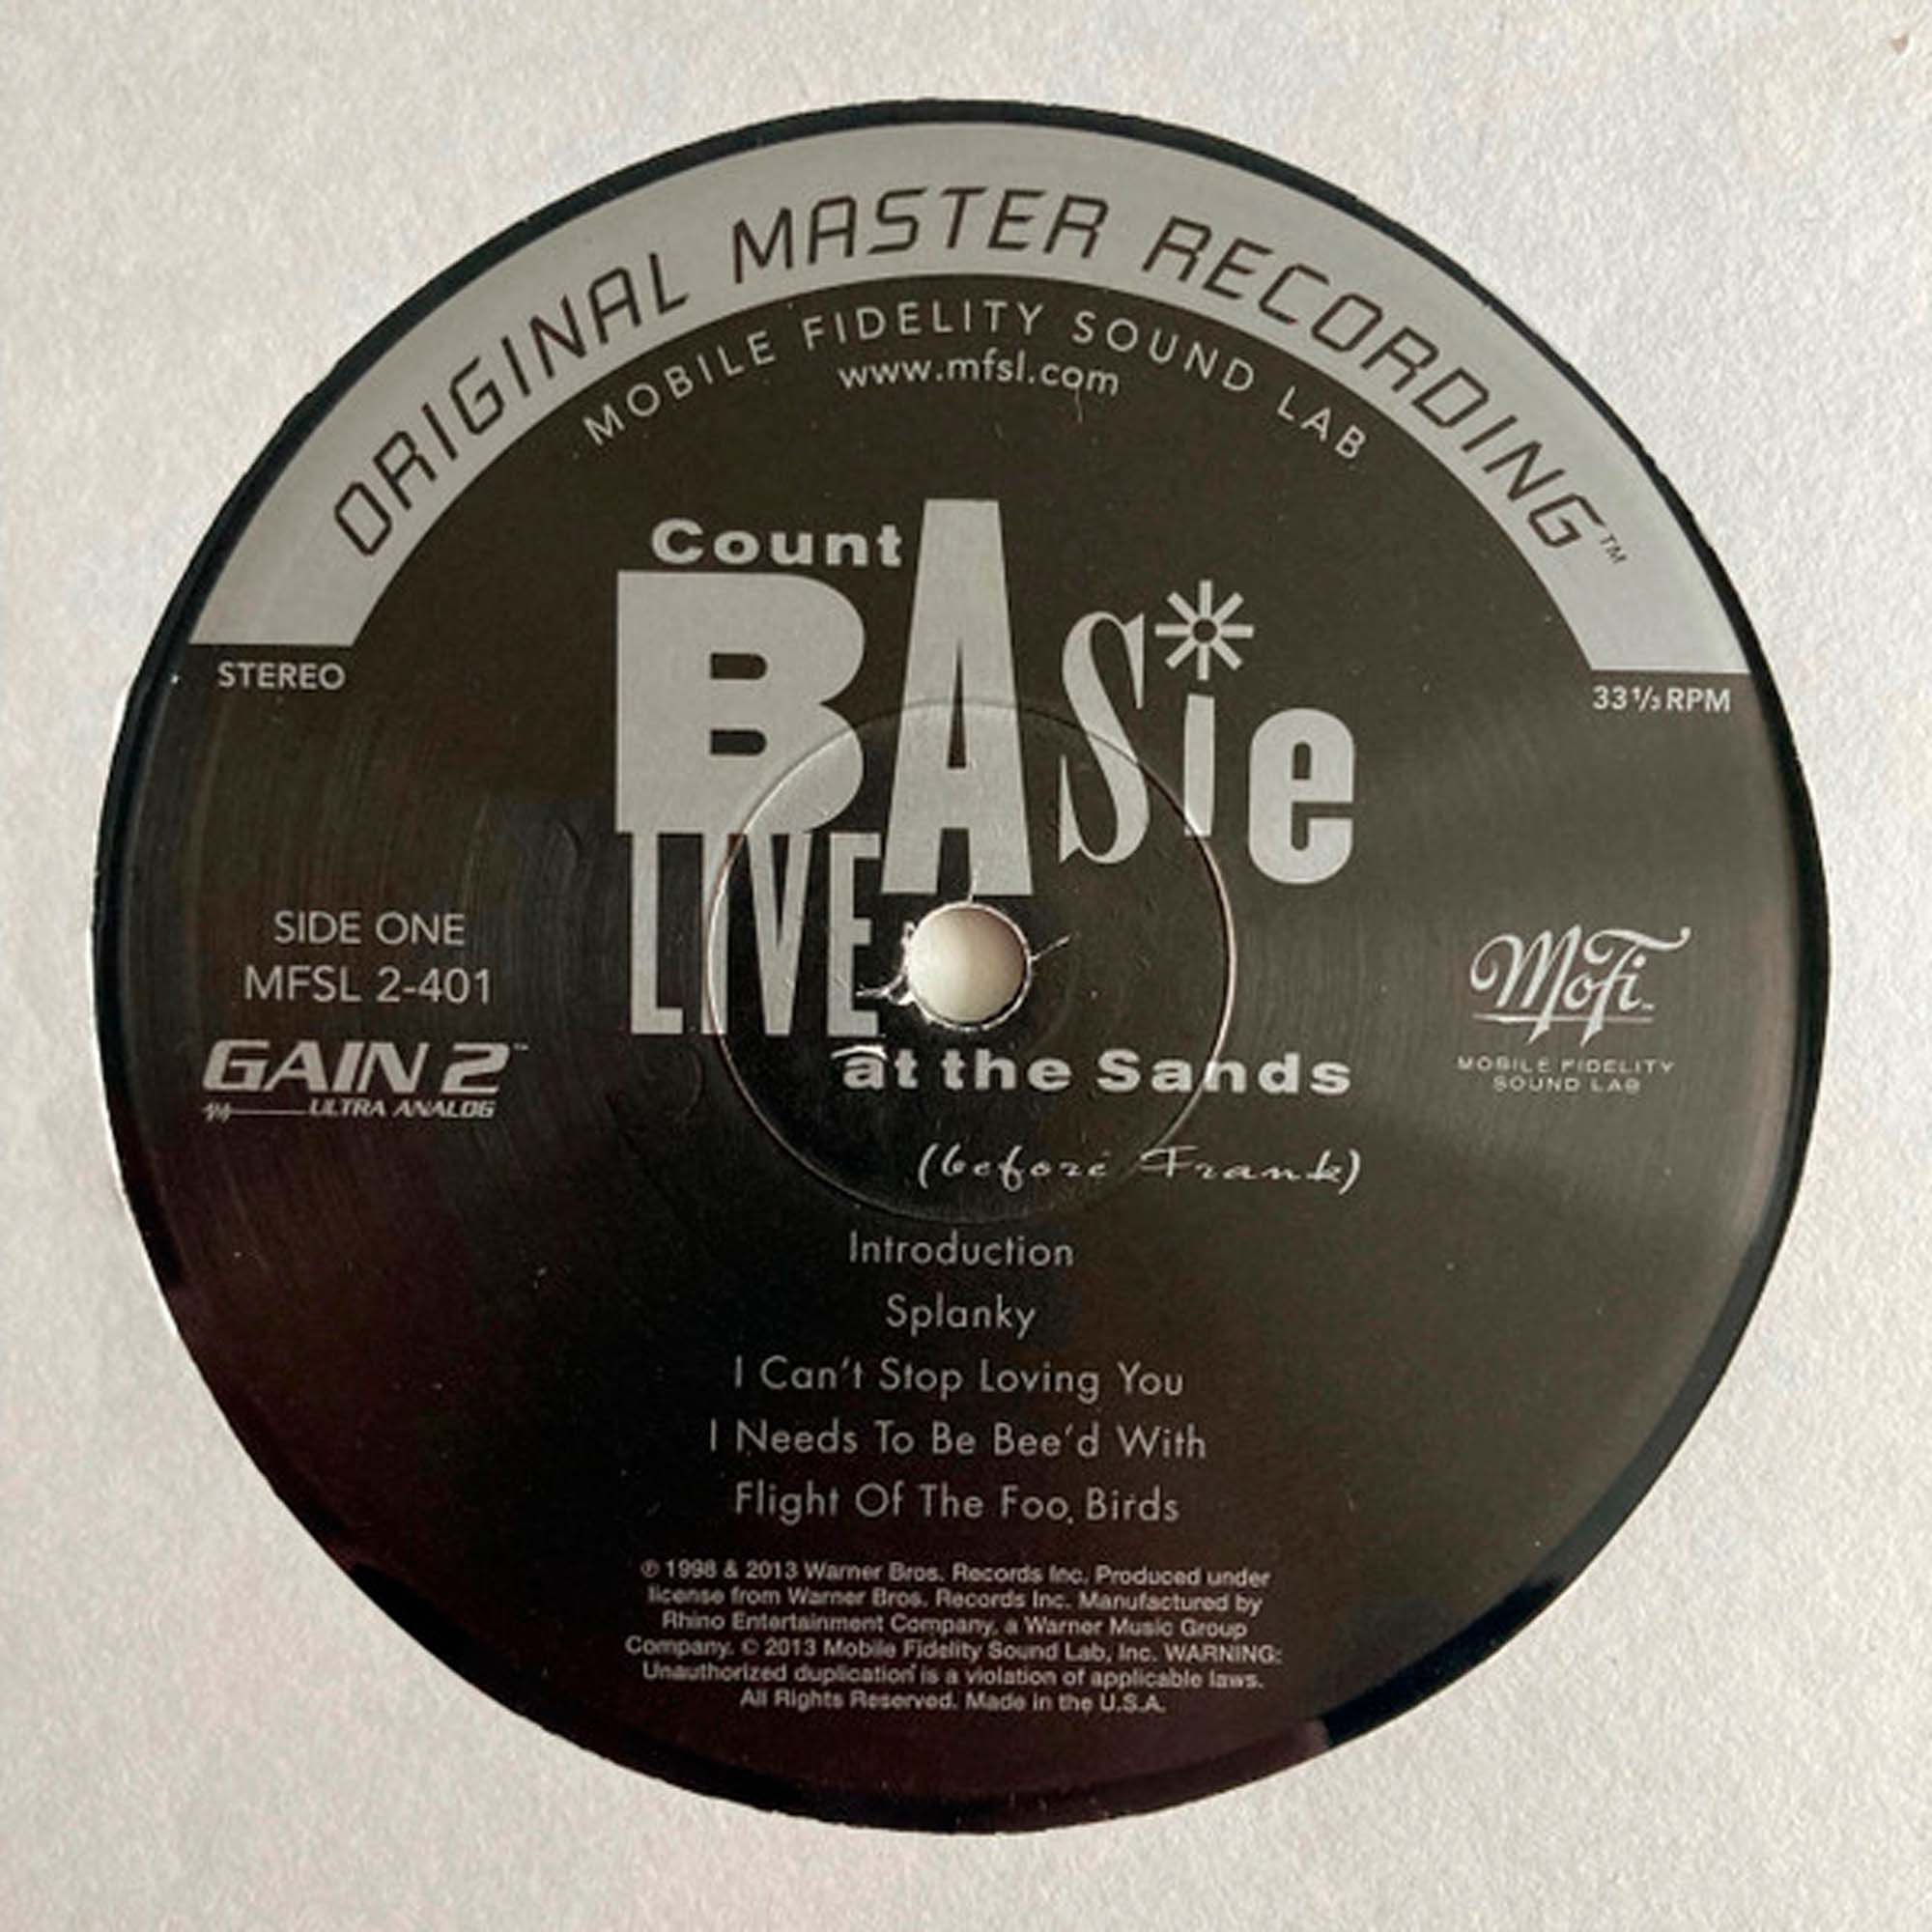 ORIGINAL MASTER RECORDING™
MOBILE FIDELITY SOUND LAB
www.mfsl.com
Count
BASie
LIVE
at the Sands
(before Frank)
STEREO
33⅓ RPM
SIDE ONE
MFSL 2-401
GAIN 2™
ULTRA ANALOG
MoFi™
MOBILE FIDELITY
SOUND LAB
Introduction
Splanky
I Can't Stop Loving You
I Needs To Be Bee'd With
Flight Of The Foo Birds
℗ 1998 & 2013 Warner Bros. Records Inc. Produced under
license from Warner Bros. Records Inc. Manufactured by
Rhino Entertainment Company, a Warner Music Group
Company. © 2013 Mobile Fidelity Sound Lab, Inc. WARNING:
Unauthorized duplication is a violation of applicable laws.
All Rights Reserved. Made in the U.S.A.